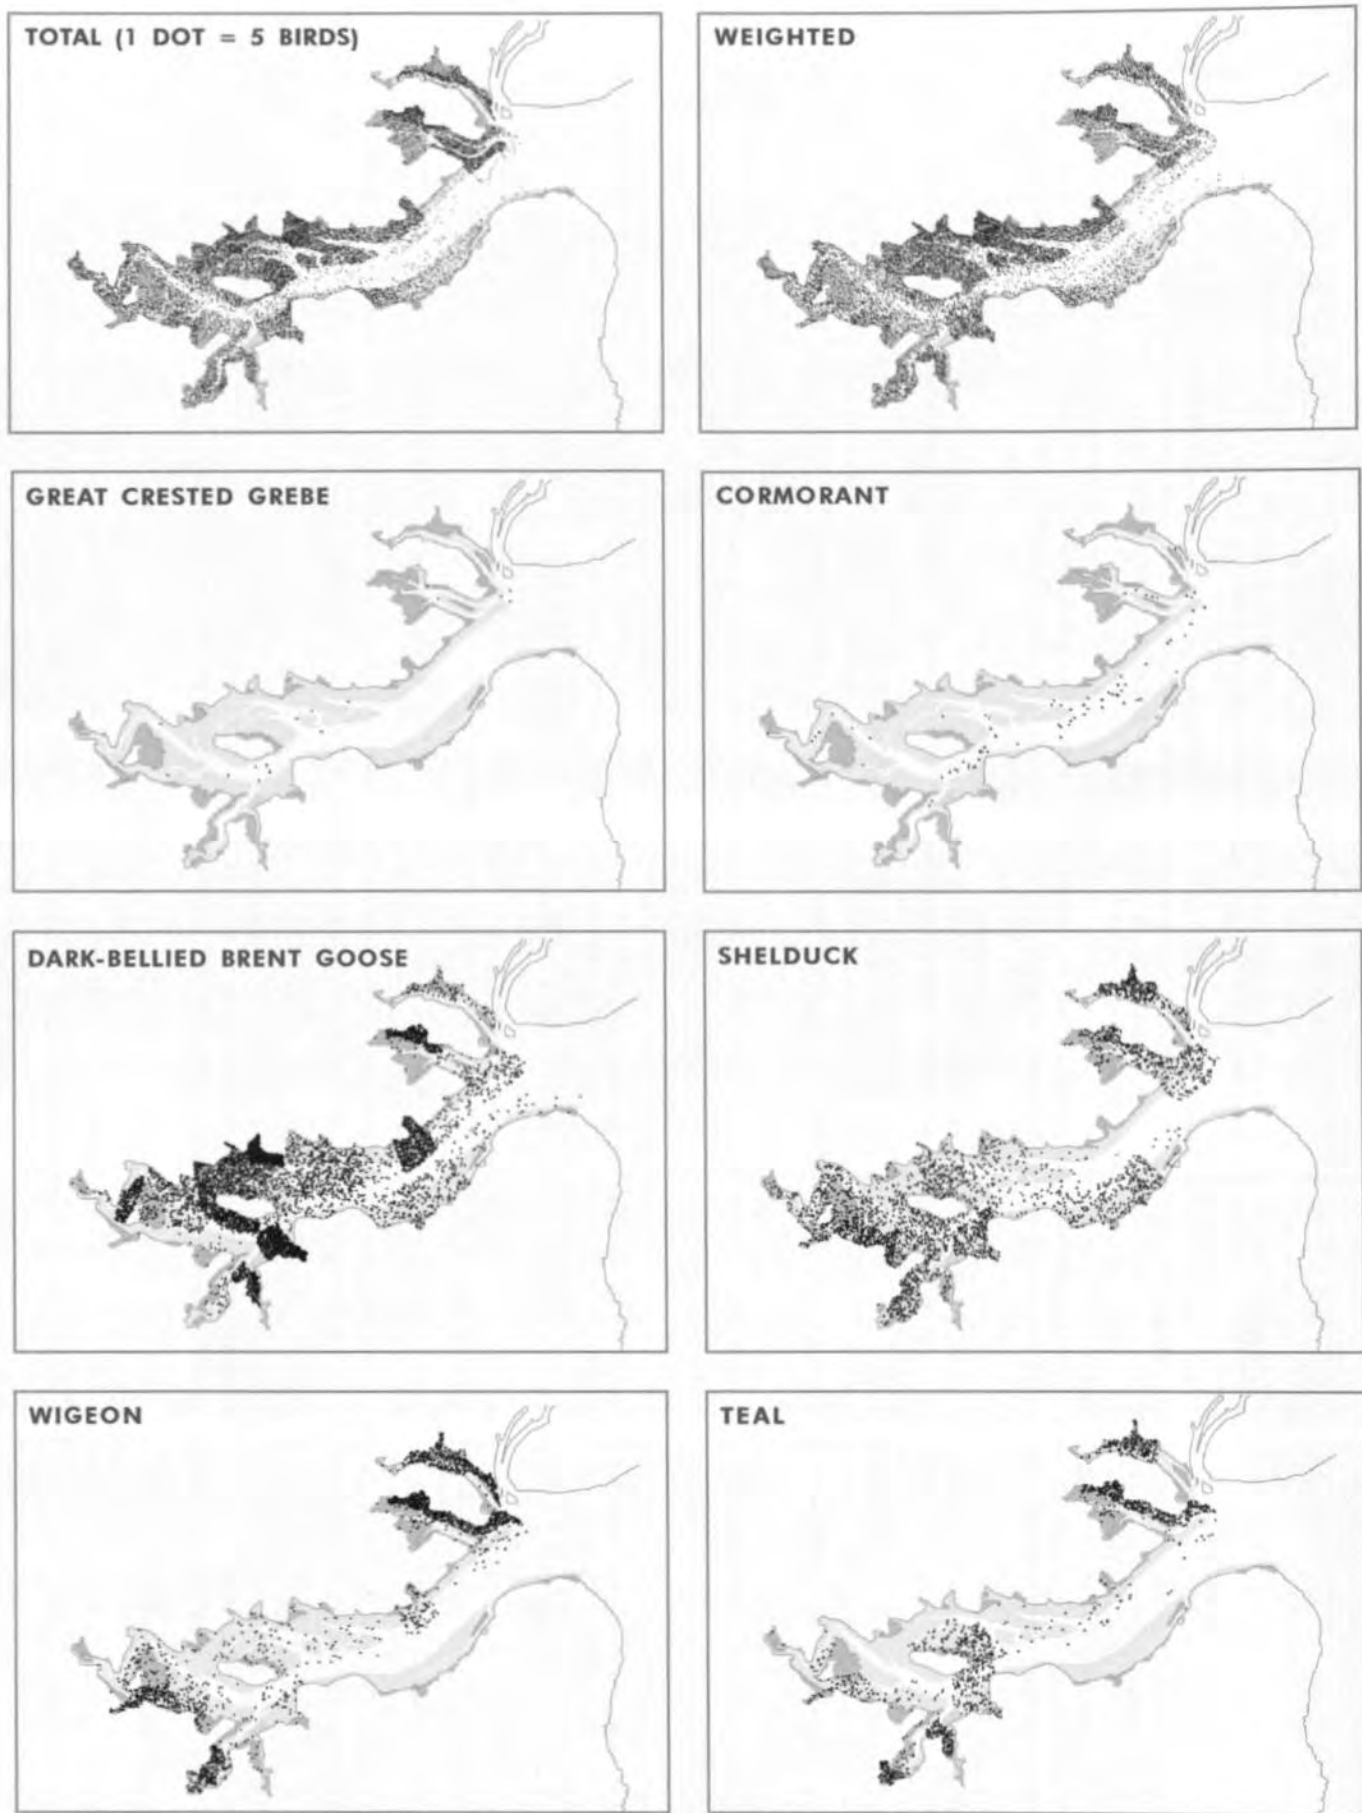 TOTAL (1 DOT = 5 BIRDS)
WEIGHTED
GREAT CRESTED GREBE
CORMORANT
DARK-BELLIED BRENT GOOSE
SHELDUCK
WIGEON
TEAL